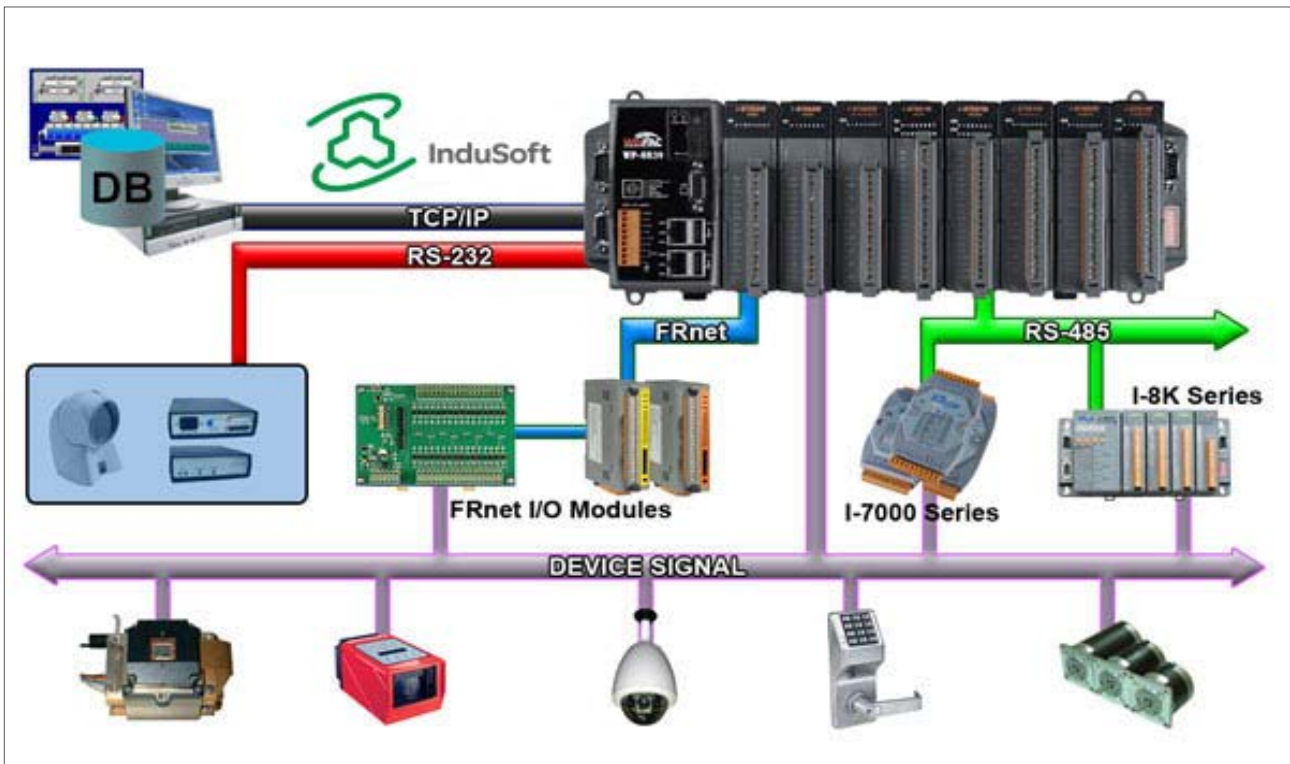 InduSoft
DB
TCP/IP
RS-232
FRnet
RS-485
I-8K Series
FRnet I/O Modules
I-7000 Series
DEVICE SIGNAL